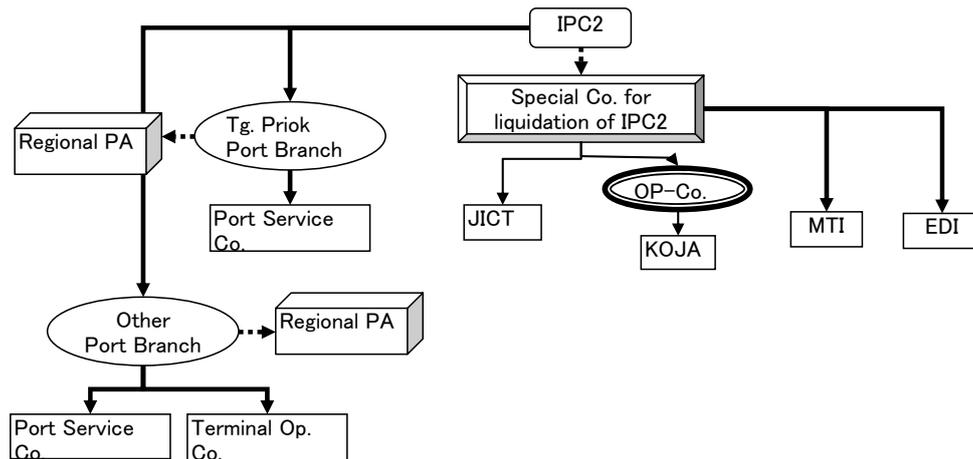 IPC2
Special Co. for
liquidation of IPC2
Regional PA
Tg. Priok
Port Branch
Port Service
Co.
JICT
OP-Co.
KOJA
MTI
EDI
Other
Port Branch
Regional PA
Port Service
Co.
Terminal Op.
Co.